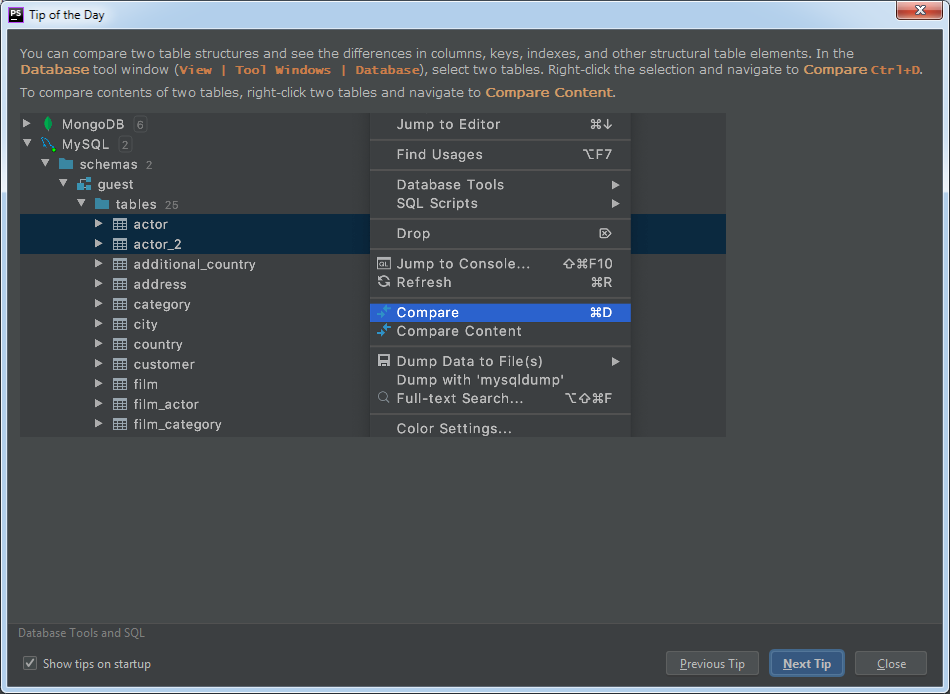 PS Tip of the Day
You can compare two table structures and see the differences in columns, keys, indexes, and other structural table elements. In the
Database tool window (View | Tool Windows | Database), select two tables. Right-click the selection and navigate to Compare Ctrl+D.
To compare contents of two tables, right-click two tables and navigate to Compare Content.
MongoDB 6
MySQL 2
schemas 2
guest
tables 25
actor
actor_2
additional_country
address
category
city
country
customer
film
film_actor
film_category
Jump to Editor ⌘↓
Find Usages ⌥F7
Database Tools
SQL Scripts
Drop ⌦
QL Jump to Console... ⇧⌘F10
Refresh ⌘R
Compare ⌘D
Compare Content
Dump Data to File(s)
Dump with 'mysqldump'
Full-text Search... ⌥⇧⌘F
Color Settings...
Database Tools and SQL
Show tips on startup
Previous Tip
Next Tip
Close